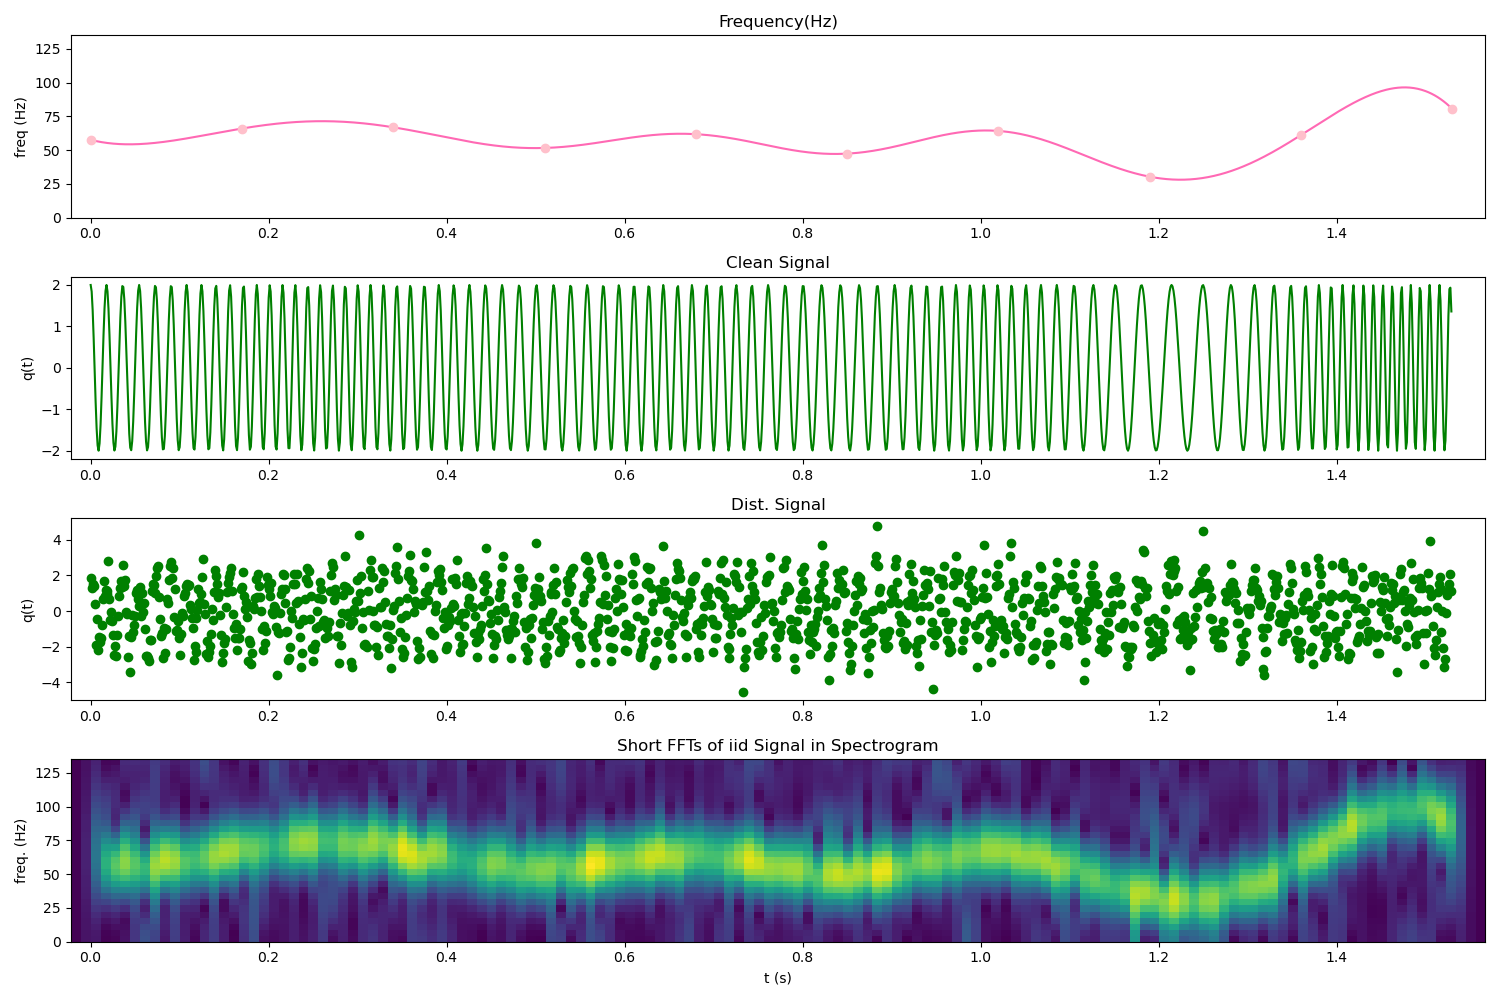 Frequency(Hz)
125
100
75
50
25
0
freq (Hz)
0.0 0.2 0.4 0.6 0.8 1.0 1.2 1.4
Clean Signal
2
1
0
−1
−2
q(t)
0.0 0.2 0.4 0.6 0.8 1.0 1.2 1.4
Dist. Signal
4
2
0
−2
−4
q(t)
0.0 0.2 0.4 0.6 0.8 1.0 1.2 1.4
Short FFTs of iid Signal in Spectrogram
125
100
75
50
25
0
freq. (Hz)
0.0 0.2 0.4 0.6 0.8 1.0 1.2 1.4
t (s)